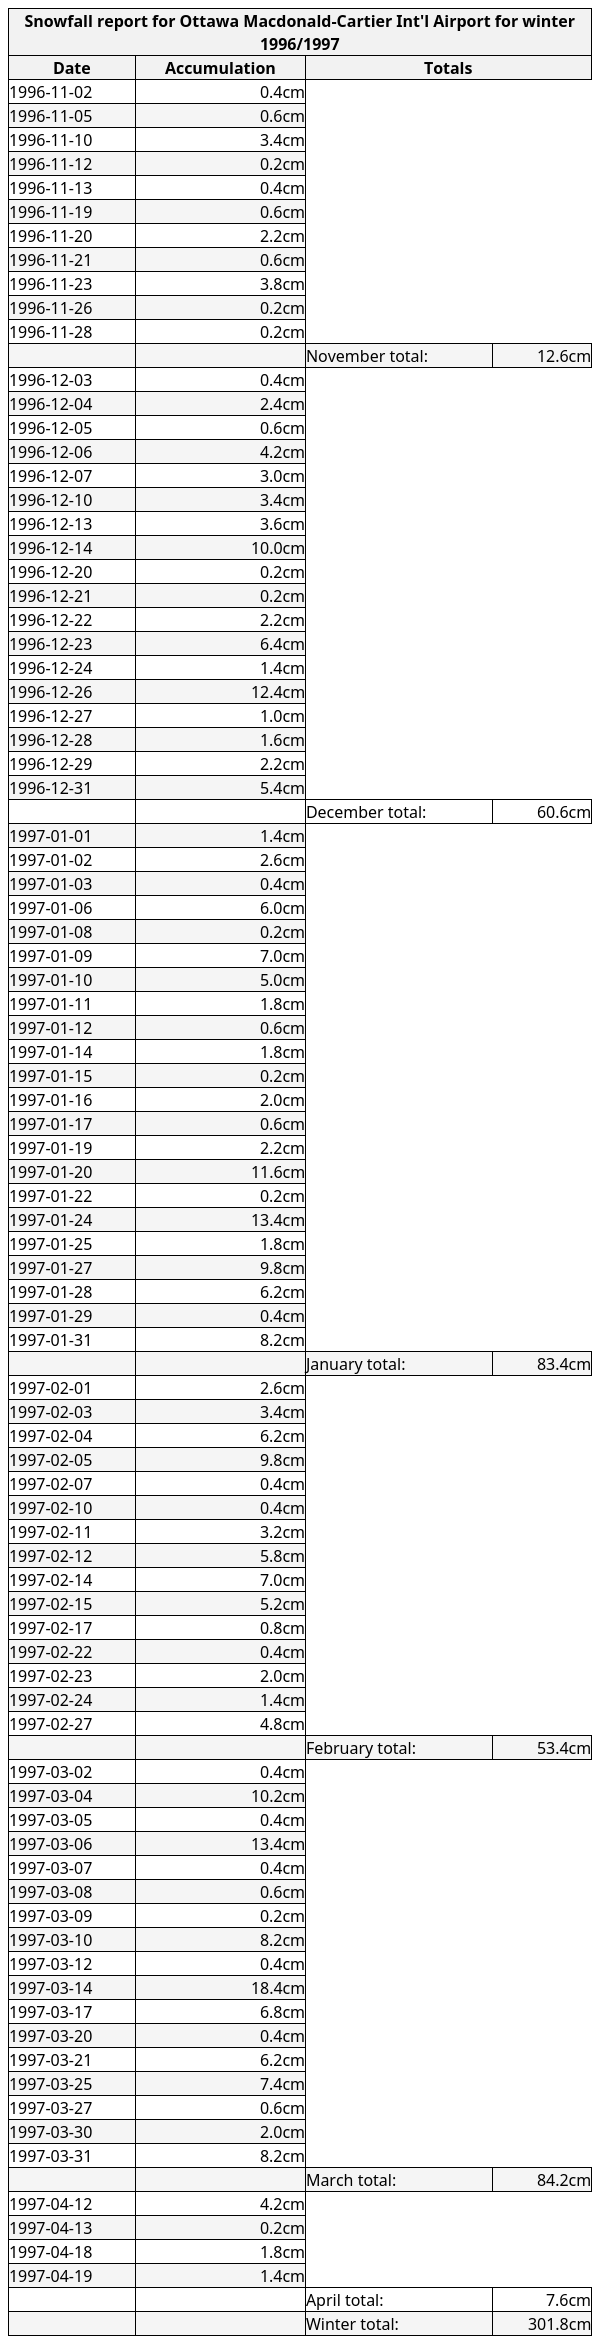 Snowfall report for Ottawa Macdonald-Cartier Int'l Airport for winter
1996/1997
Date Accumulation Totals
1996-11-02 0.4cm
1996-11-05 0.6cm
1996-11-10 3.4cm
1996-11-12 0.2cm
1996-11-13 0.4cm
1996-11-19 0.6cm
1996-11-20 2.2cm
1996-11-21 0.6cm
1996-11-23 3.8cm
1996-11-26 0.2cm
1996-11-28 0.2cm
November total: 12.6cm
1996-12-03 0.4cm
1996-12-04 2.4cm
1996-12-05 0.6cm
1996-12-06 4.2cm
1996-12-07 3.0cm
1996-12-10 3.4cm
1996-12-13 3.6cm
1996-12-14 10.0cm
1996-12-20 0.2cm
1996-12-21 0.2cm
1996-12-22 2.2cm
1996-12-23 6.4cm
1996-12-24 1.4cm
1996-12-26 12.4cm
1996-12-27 1.0cm
1996-12-28 1.6cm
1996-12-29 2.2cm
1996-12-31 5.4cm
December total: 60.6cm
1997-01-01 1.4cm
1997-01-02 2.6cm
1997-01-03 0.4cm
1997-01-06 6.0cm
1997-01-08 0.2cm
1997-01-09 7.0cm
1997-01-10 5.0cm
1997-01-11 1.8cm
1997-01-12 0.6cm
1997-01-14 1.8cm
1997-01-15 0.2cm
1997-01-16 2.0cm
1997-01-17 0.6cm
1997-01-19 2.2cm
1997-01-20 11.6cm
1997-01-22 0.2cm
1997-01-24 13.4cm
1997-01-25 1.8cm
1997-01-27 9.8cm
1997-01-28 6.2cm
1997-01-29 0.4cm
1997-01-31 8.2cm
January total: 83.4cm
1997-02-01 2.6cm
1997-02-03 3.4cm
1997-02-04 6.2cm
1997-02-05 9.8cm
1997-02-07 0.4cm
1997-02-10 0.4cm
1997-02-11 3.2cm
1997-02-12 5.8cm
1997-02-14 7.0cm
1997-02-15 5.2cm
1997-02-17 0.8cm
1997-02-22 0.4cm
1997-02-23 2.0cm
1997-02-24 1.4cm
1997-02-27 4.8cm
February total: 53.4cm
1997-03-02 0.4cm
1997-03-04 10.2cm
1997-03-05 0.4cm
1997-03-06 13.4cm
1997-03-07 0.4cm
1997-03-08 0.6cm
1997-03-09 0.2cm
1997-03-10 8.2cm
1997-03-12 0.4cm
1997-03-14 18.4cm
1997-03-17 6.8cm
1997-03-20 0.4cm
1997-03-21 6.2cm
1997-03-25 7.4cm
1997-03-27 0.6cm
1997-03-30 2.0cm
1997-03-31 8.2cm
March total: 84.2cm
1997-04-12 4.2cm
1997-04-13 0.2cm
1997-04-18 1.8cm
1997-04-19 1.4cm
April total: 7.6cm
Winter total: 301.8cm